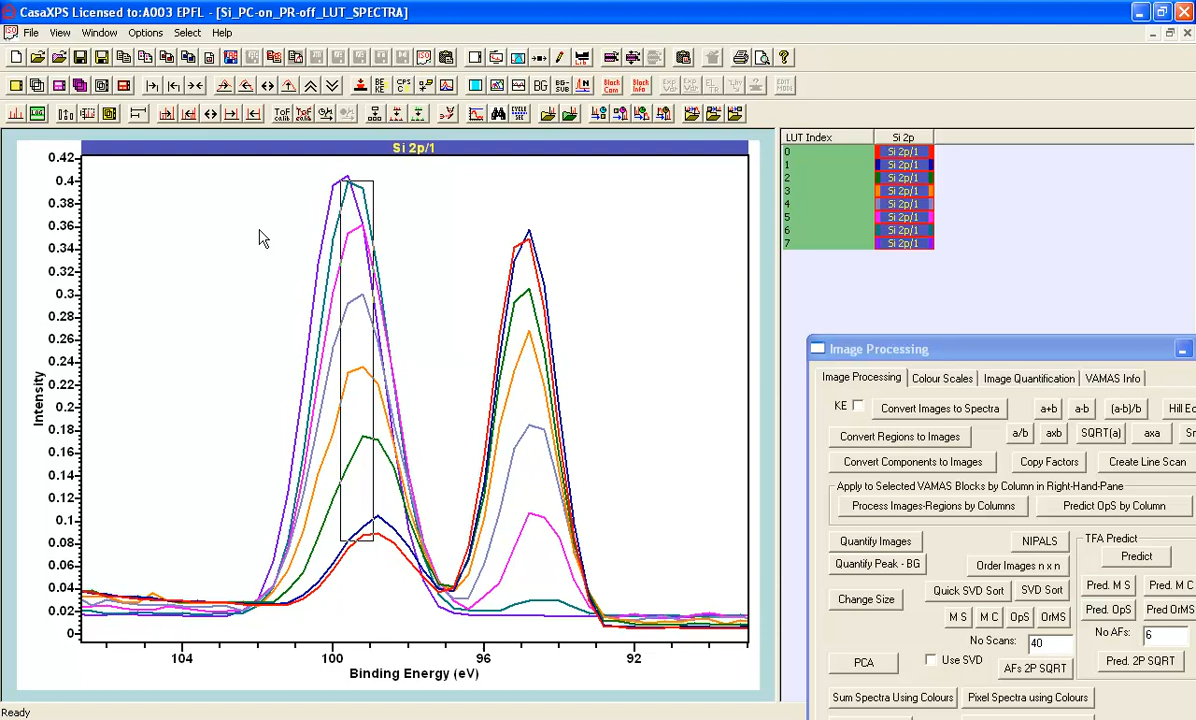 CasaXPS Licensed to:A003 EPFL - [Si_PC-on_PR-off_LUT_SPECTRA]
File View Window Options Select Help
Si 2p/1
0.42
0.4
0.38
0.36
0.34
0.32
0.3
0.28
0.26
0.24
0.22
0.2
0.18
0.16
0.14
0.12
0.1
0.08
0.06
0.04
0.02
0
Intensity
104 100 96 92
Binding Energy (eV)
LUT Index Si 2p
0 Si 2p/1
1 Si 2p/1
2 Si 2p/1
3 Si 2p/1
4 Si 2p/1
5 Si 2p/1
6 Si 2p/1
7 Si 2p/1
Image Processing
Image Processing Colour Scales Image Quantification VAMAS Info
KE Convert Images to Spectra a+b a-b (a-b)/b Hill Ec
Convert Regions to Images a/b axb SQRT(a) axa
Convert Components to Images Copy Factors Create Line Scan
Apply to Selected VAMAS Blocks by Column in Right-Hand-Pane
Process Images-Regions by Columns Predict OpS by Column
Quantify Images NIPALS TFA Predict
Quantify Peak - BG Order Images n x n Predict
Change Size Quick SVD Sort SVD Sort Pred. M S Pred. M C
M S M C OpS OrMS Pred. OpS Pred OrMS
No Scans: 40 No AFs: 6
PCA Use SVD AFs 2P SQRT Pred. 2P SQRT
Sum Spectra Using Colours Pixel Spectra using Colours
Ready